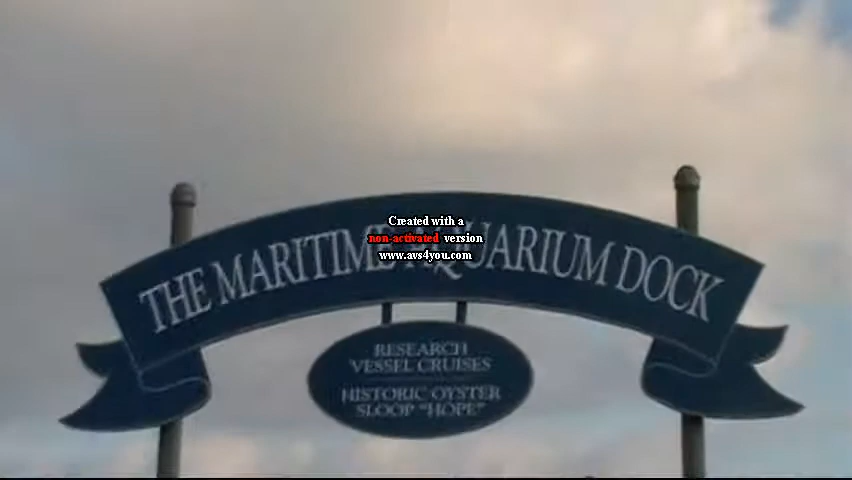 THE MARITIME AQUARIUM DOCK
Created with a
non-activated version
www.avs4you.com
RESEARCH
VESSEL CRUISES
HISTORIC OYSTER
SLOOP "HOPE"